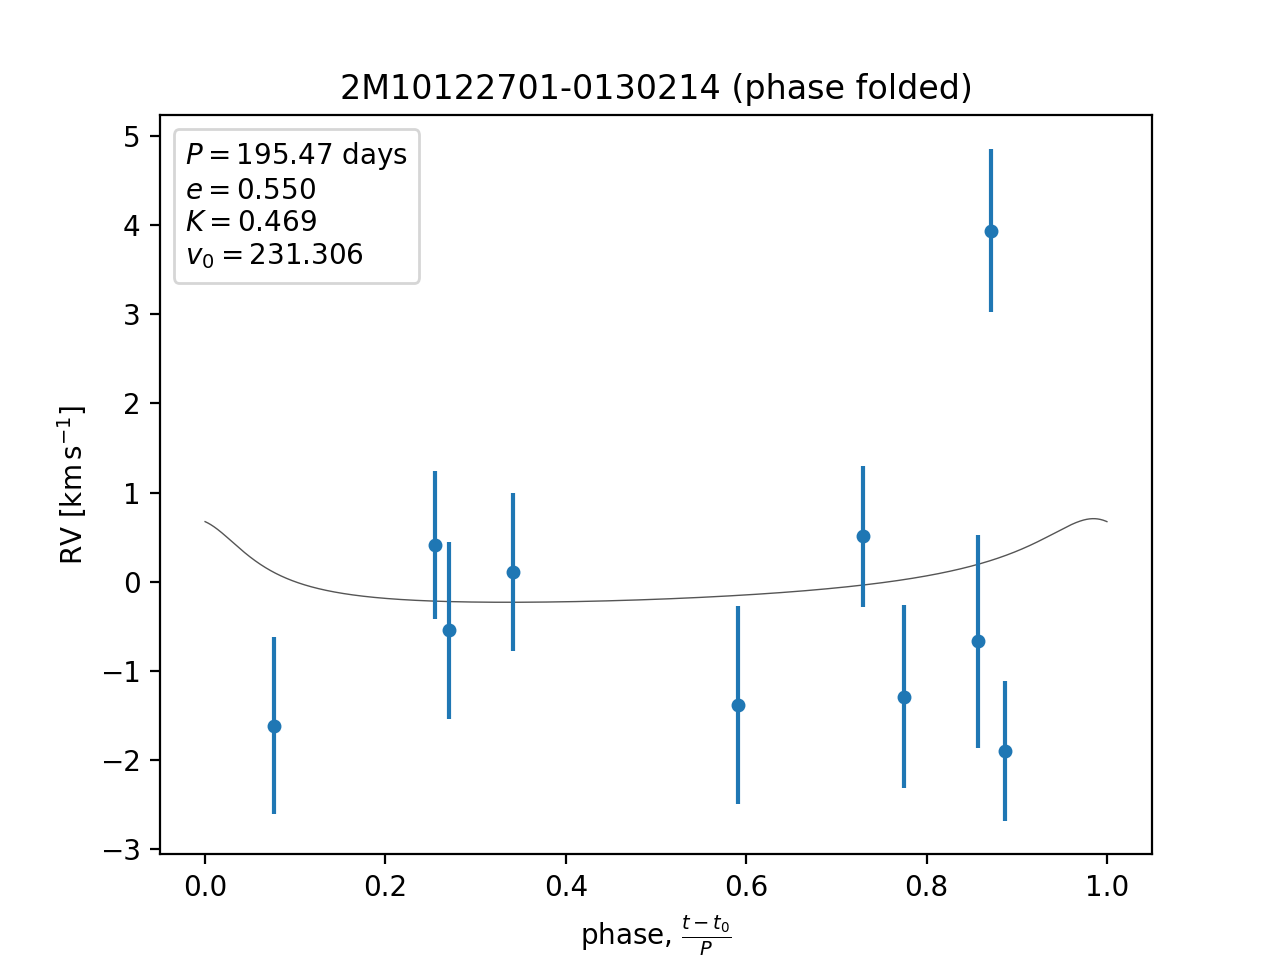 2M10122701-0130214 (phase folded)
P = 195.47 days
e = 0.550
K = 0.469
v₀ = 231.306
5
4
3
2
1
0
−1
−2
−3
RV [km s⁻¹]
0.0 0.2 0.4 0.6 0.8 1.0
phase, (t − t₀)/P